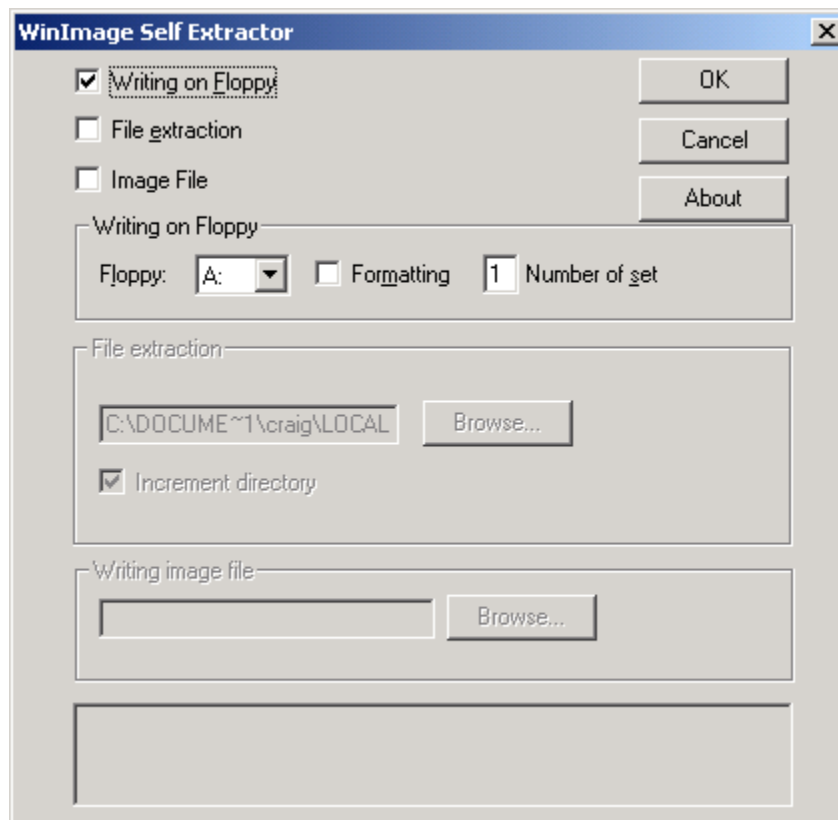 WinImage Self Extractor
Writing on Floppy
OK
File extraction
Cancel
Image File
About
Writing on Floppy
Floppy: A: Formatting 1 Number of set
File extraction
C:\DOCUME~1\craig\LOCAL Browse...
Increment directory
Writing image file
Browse...